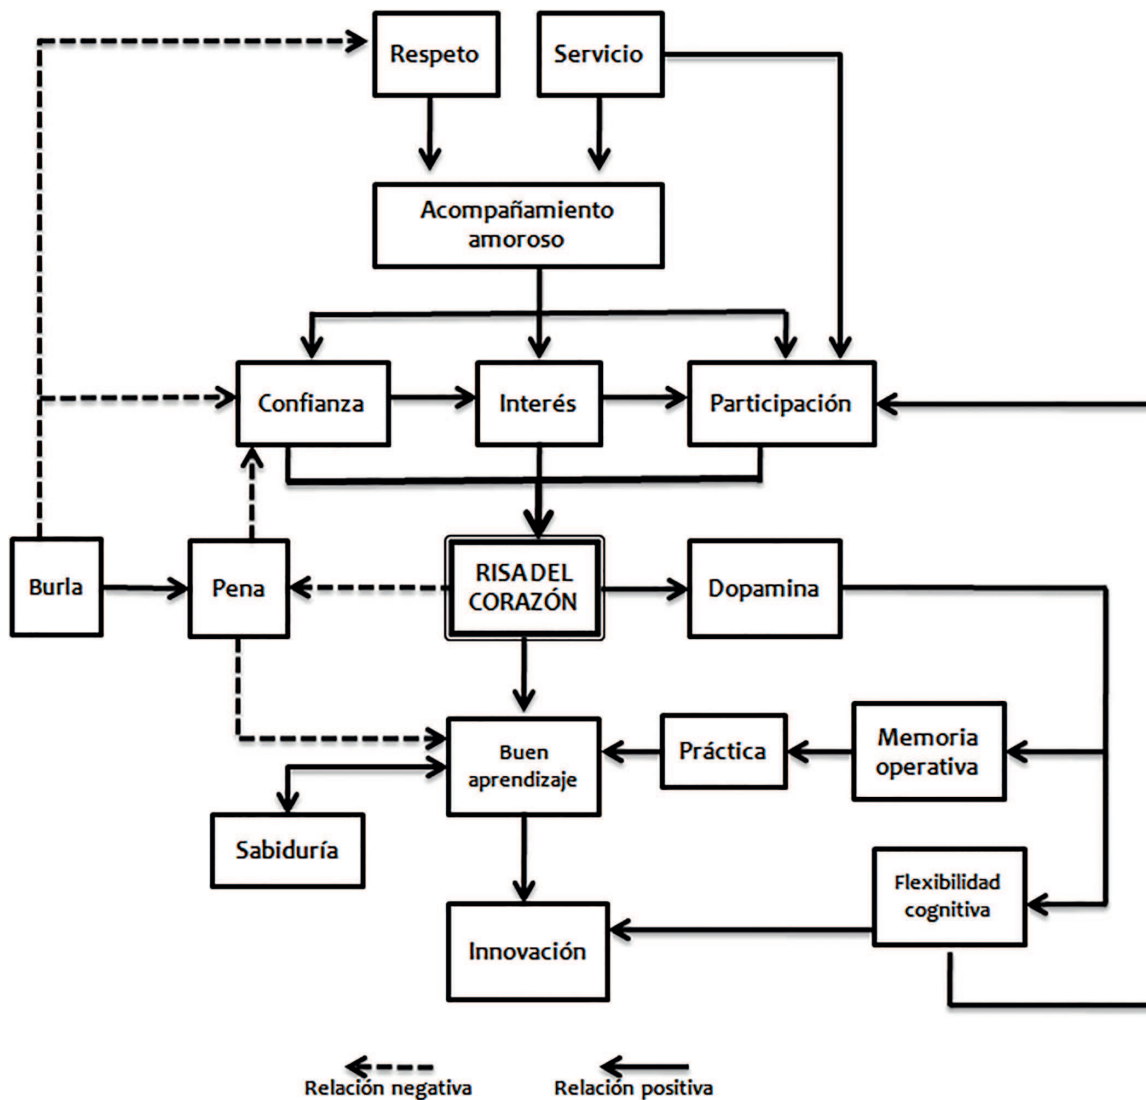 Respeto
Servicio
Acompañamiento
amoroso
Confianza
Interés
Participación
Burla
Pena
RISA DEL
CORAZÓN
Dopamina
Buen
aprendizaje
Práctica
Memoria
operativa
Sabiduría
Flexibilidad
cognitiva
Innovación
Relación negativa
Relación positiva